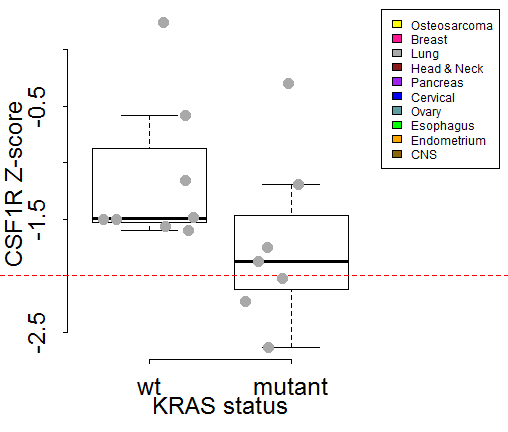 Osteosarcoma
Breast
Lung
Head & Neck
Pancreas
Cervical
Ovary
Esophagus
Endometrium
CNS
CSF1R Z-score
-0.5
-1.5
-2.5
wt
mutant
KRAS status